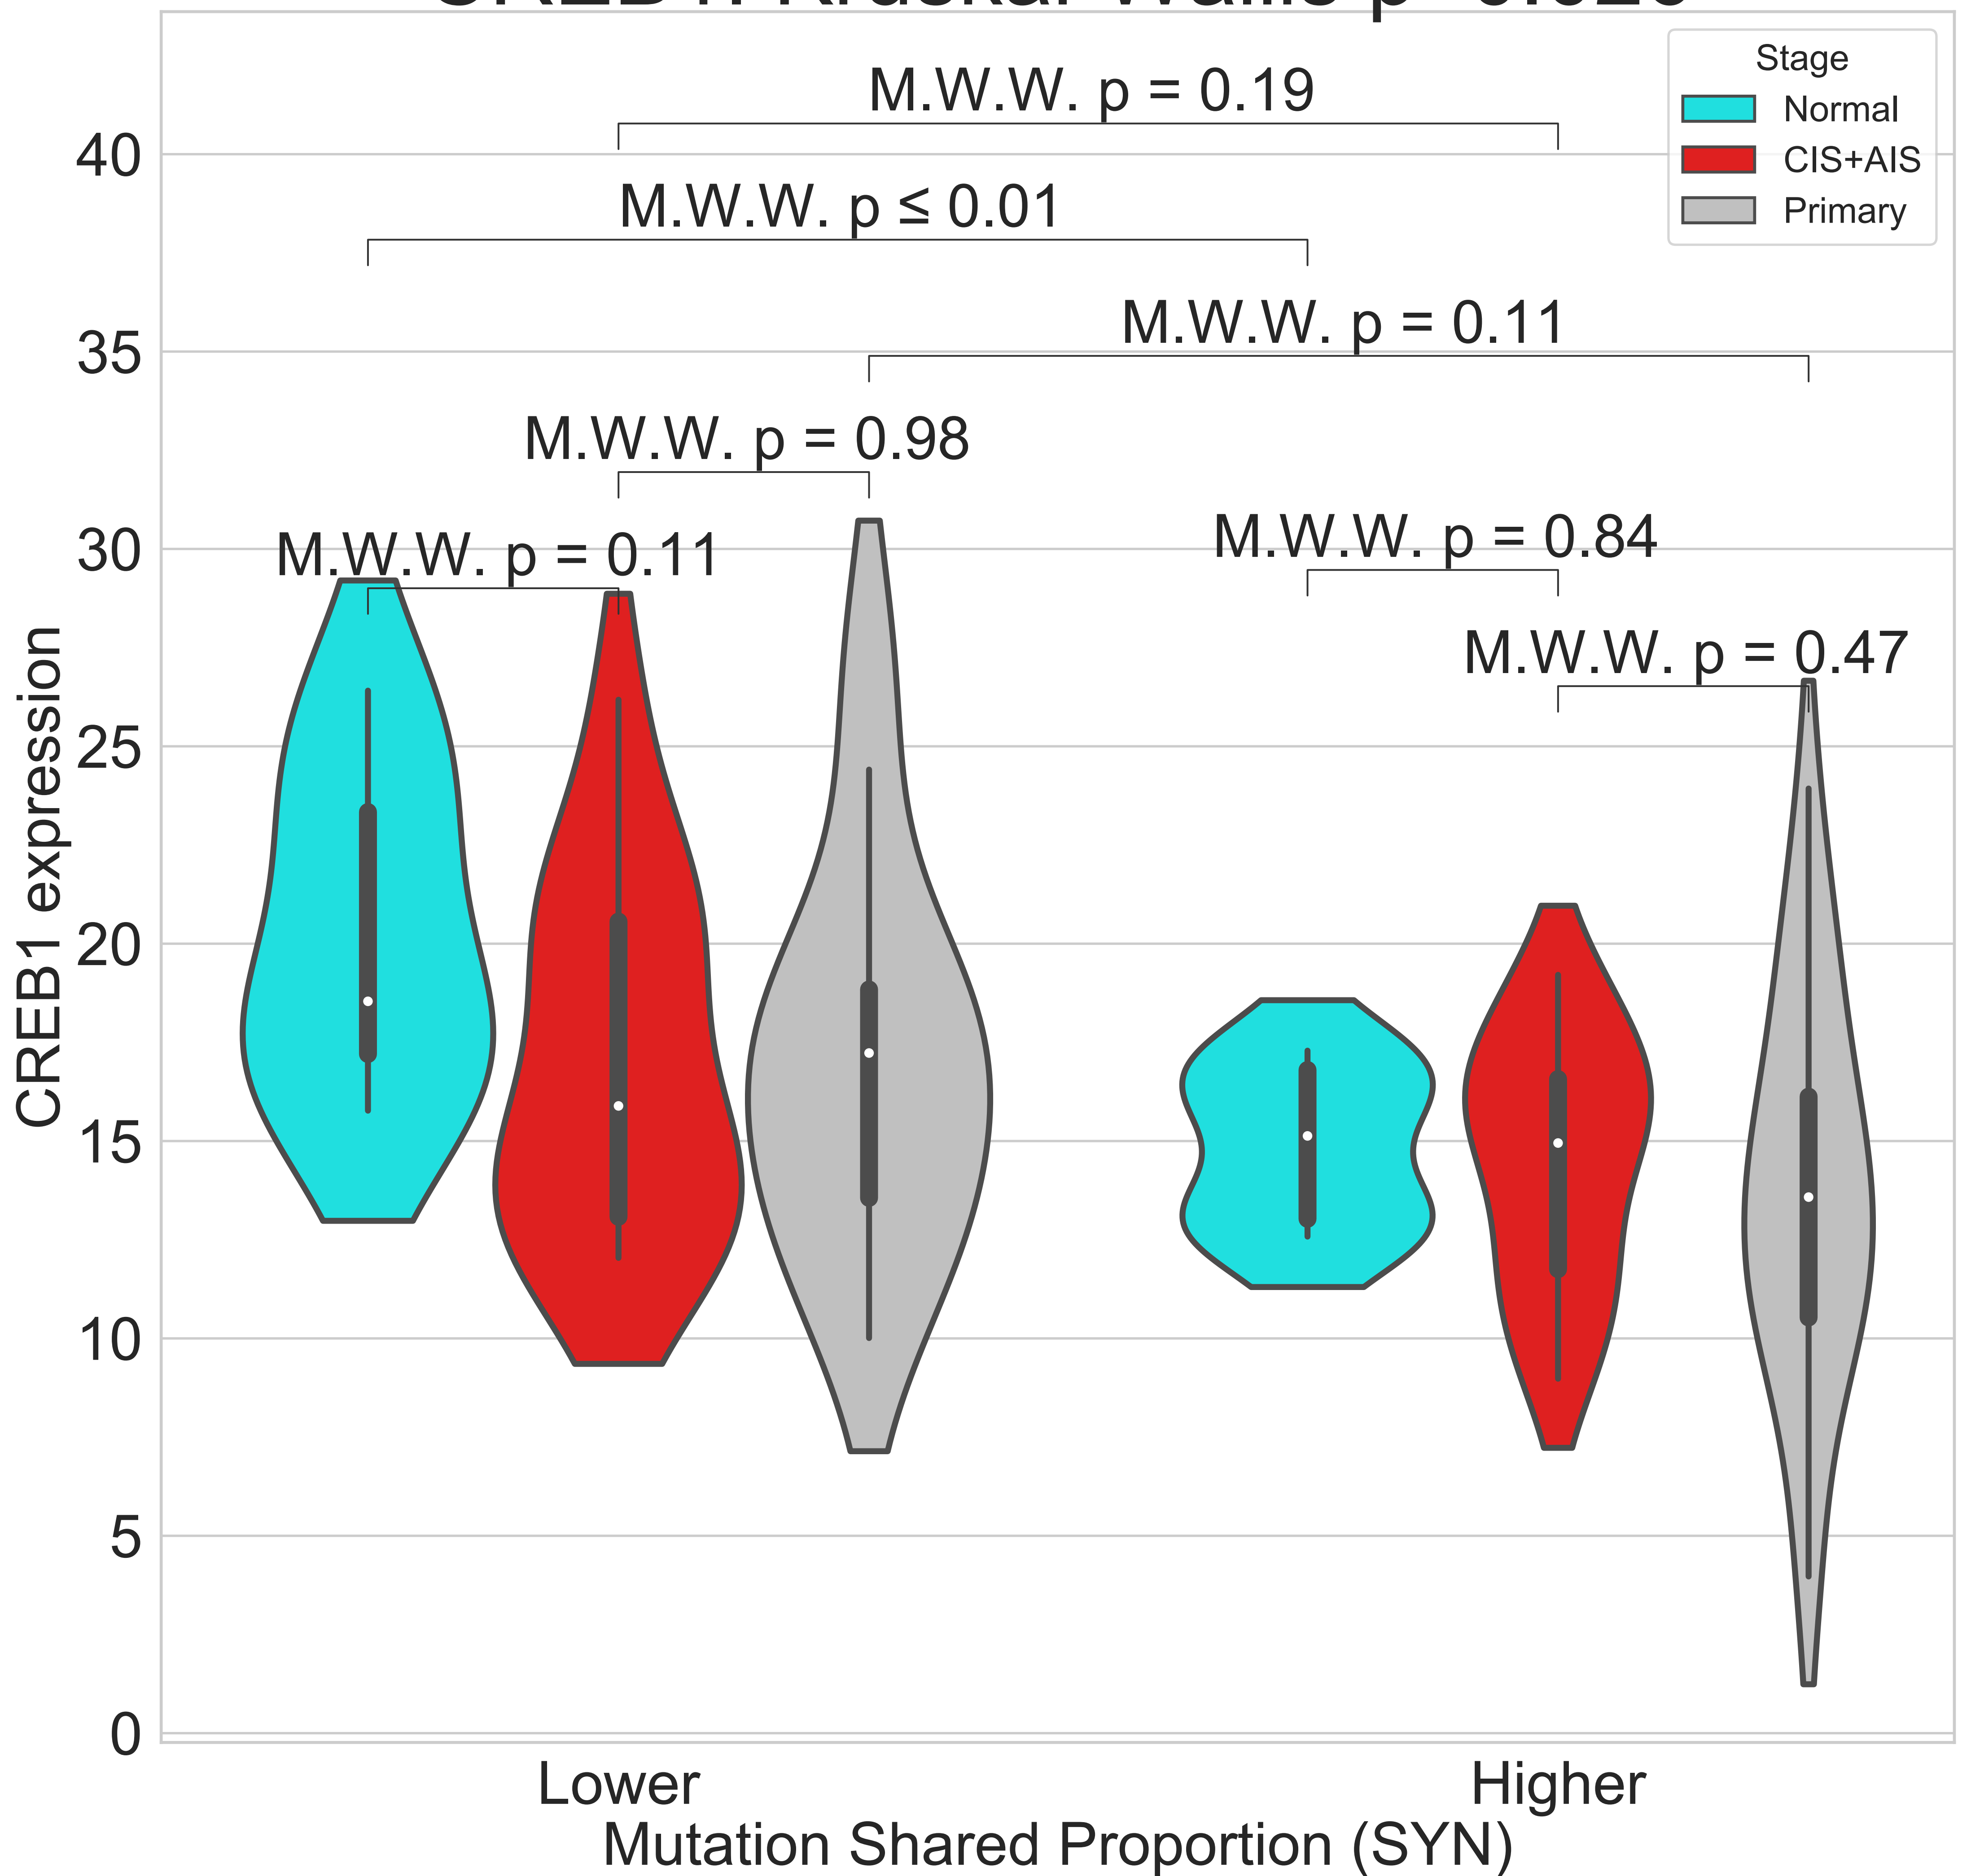 Stage
Normal
CIS+AIS
Primary
M.W.W. p = 0.19
M.W.W. p ≤ 0.01
M.W.W. p = 0.11
M.W.W. p = 0.98
M.W.W. p = 0.11
M.W.W. p = 0.84
M.W.W. p = 0.47
40
35
30
25
20
15
10
5
0
CREB1 expression
Lower
Higher
Mutation Shared Proportion (SYN)